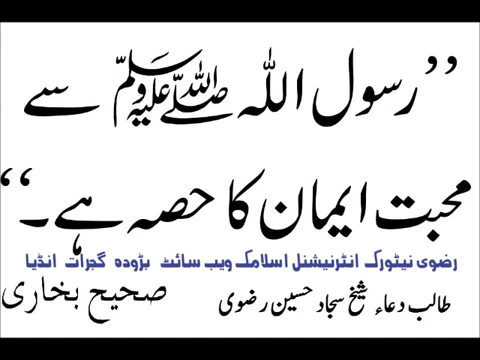 ”رسول اللہ ﷺ سے
محبت ایمان کا حصہ ہے۔“
رضوی نیٹورک انٹرنیشنل اسلامک ویب سائٹ بڑودہ گجرات انڈیا
طالب دعاء شیخ سجاد حسین رضوی صحیح بخاری